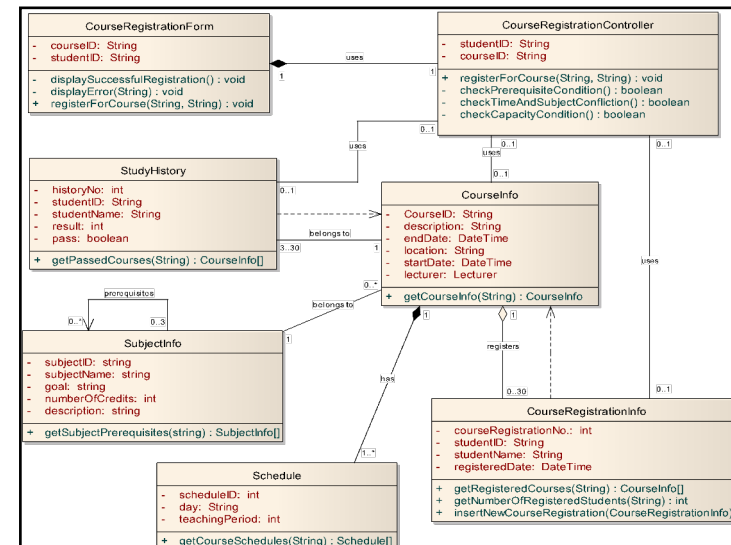 CourseRegistrationForm
- courseID: String
- studentID: String
- displaySuccessfulRegistration() : void
- displayError(String) : void
+ registerForCourse(String, String) : void
uses
1
1
CourseRegistrationController
- studentID: String
- courseID: String
+ registerForCourse(String, String) : void
- checkPrerequisiteCondition() : boolean
- checkTimeAndSubjectConfliction() : boolean
- checkCapacityCondition() : boolean
0..1
uses
0..1
0..1
uses
0..1
0..1
uses
0..1
StudyHistory
- historyNo: int
- studentID: String
- studentName: String
- result: int
- pass: boolean
+ getPassedCourses(String) : CourseInfo[]
belongs to
3..30
1
CourseInfo
- CourseID: String
- description: String
- endDate: DateTime
- location: String
- startDate: DateTime
- lecturer: Lecturer
+ getCourseInfo(String) : CourseInfo
0..*
belongs to
1
prerequisites
0..*
0..3
SubjectInfo
- subjectID: string
- subjectName: string
- goal: string
- numberOfCredits: int
- description: string
+ getSubjectPrerequisites(string) : SubjectInfo[]
1
has
1..*
1
registers
0..30
CourseRegistrationInfo
- courseRegistrationNo.: int
- studentID: String
- studentName: String
- registeredDate: DateTime
+ getRegisteredCourses(String) : CourseInfo[]
+ getNumberOfRegisteredStudents(String) : int
+ insertNewCourseRegistration(CourseRegistrationInfo)
Schedule
- scheduleID: int
- day: String
- teachingPeriod: int
+ getCourseSchedules(String) : Schedule[]